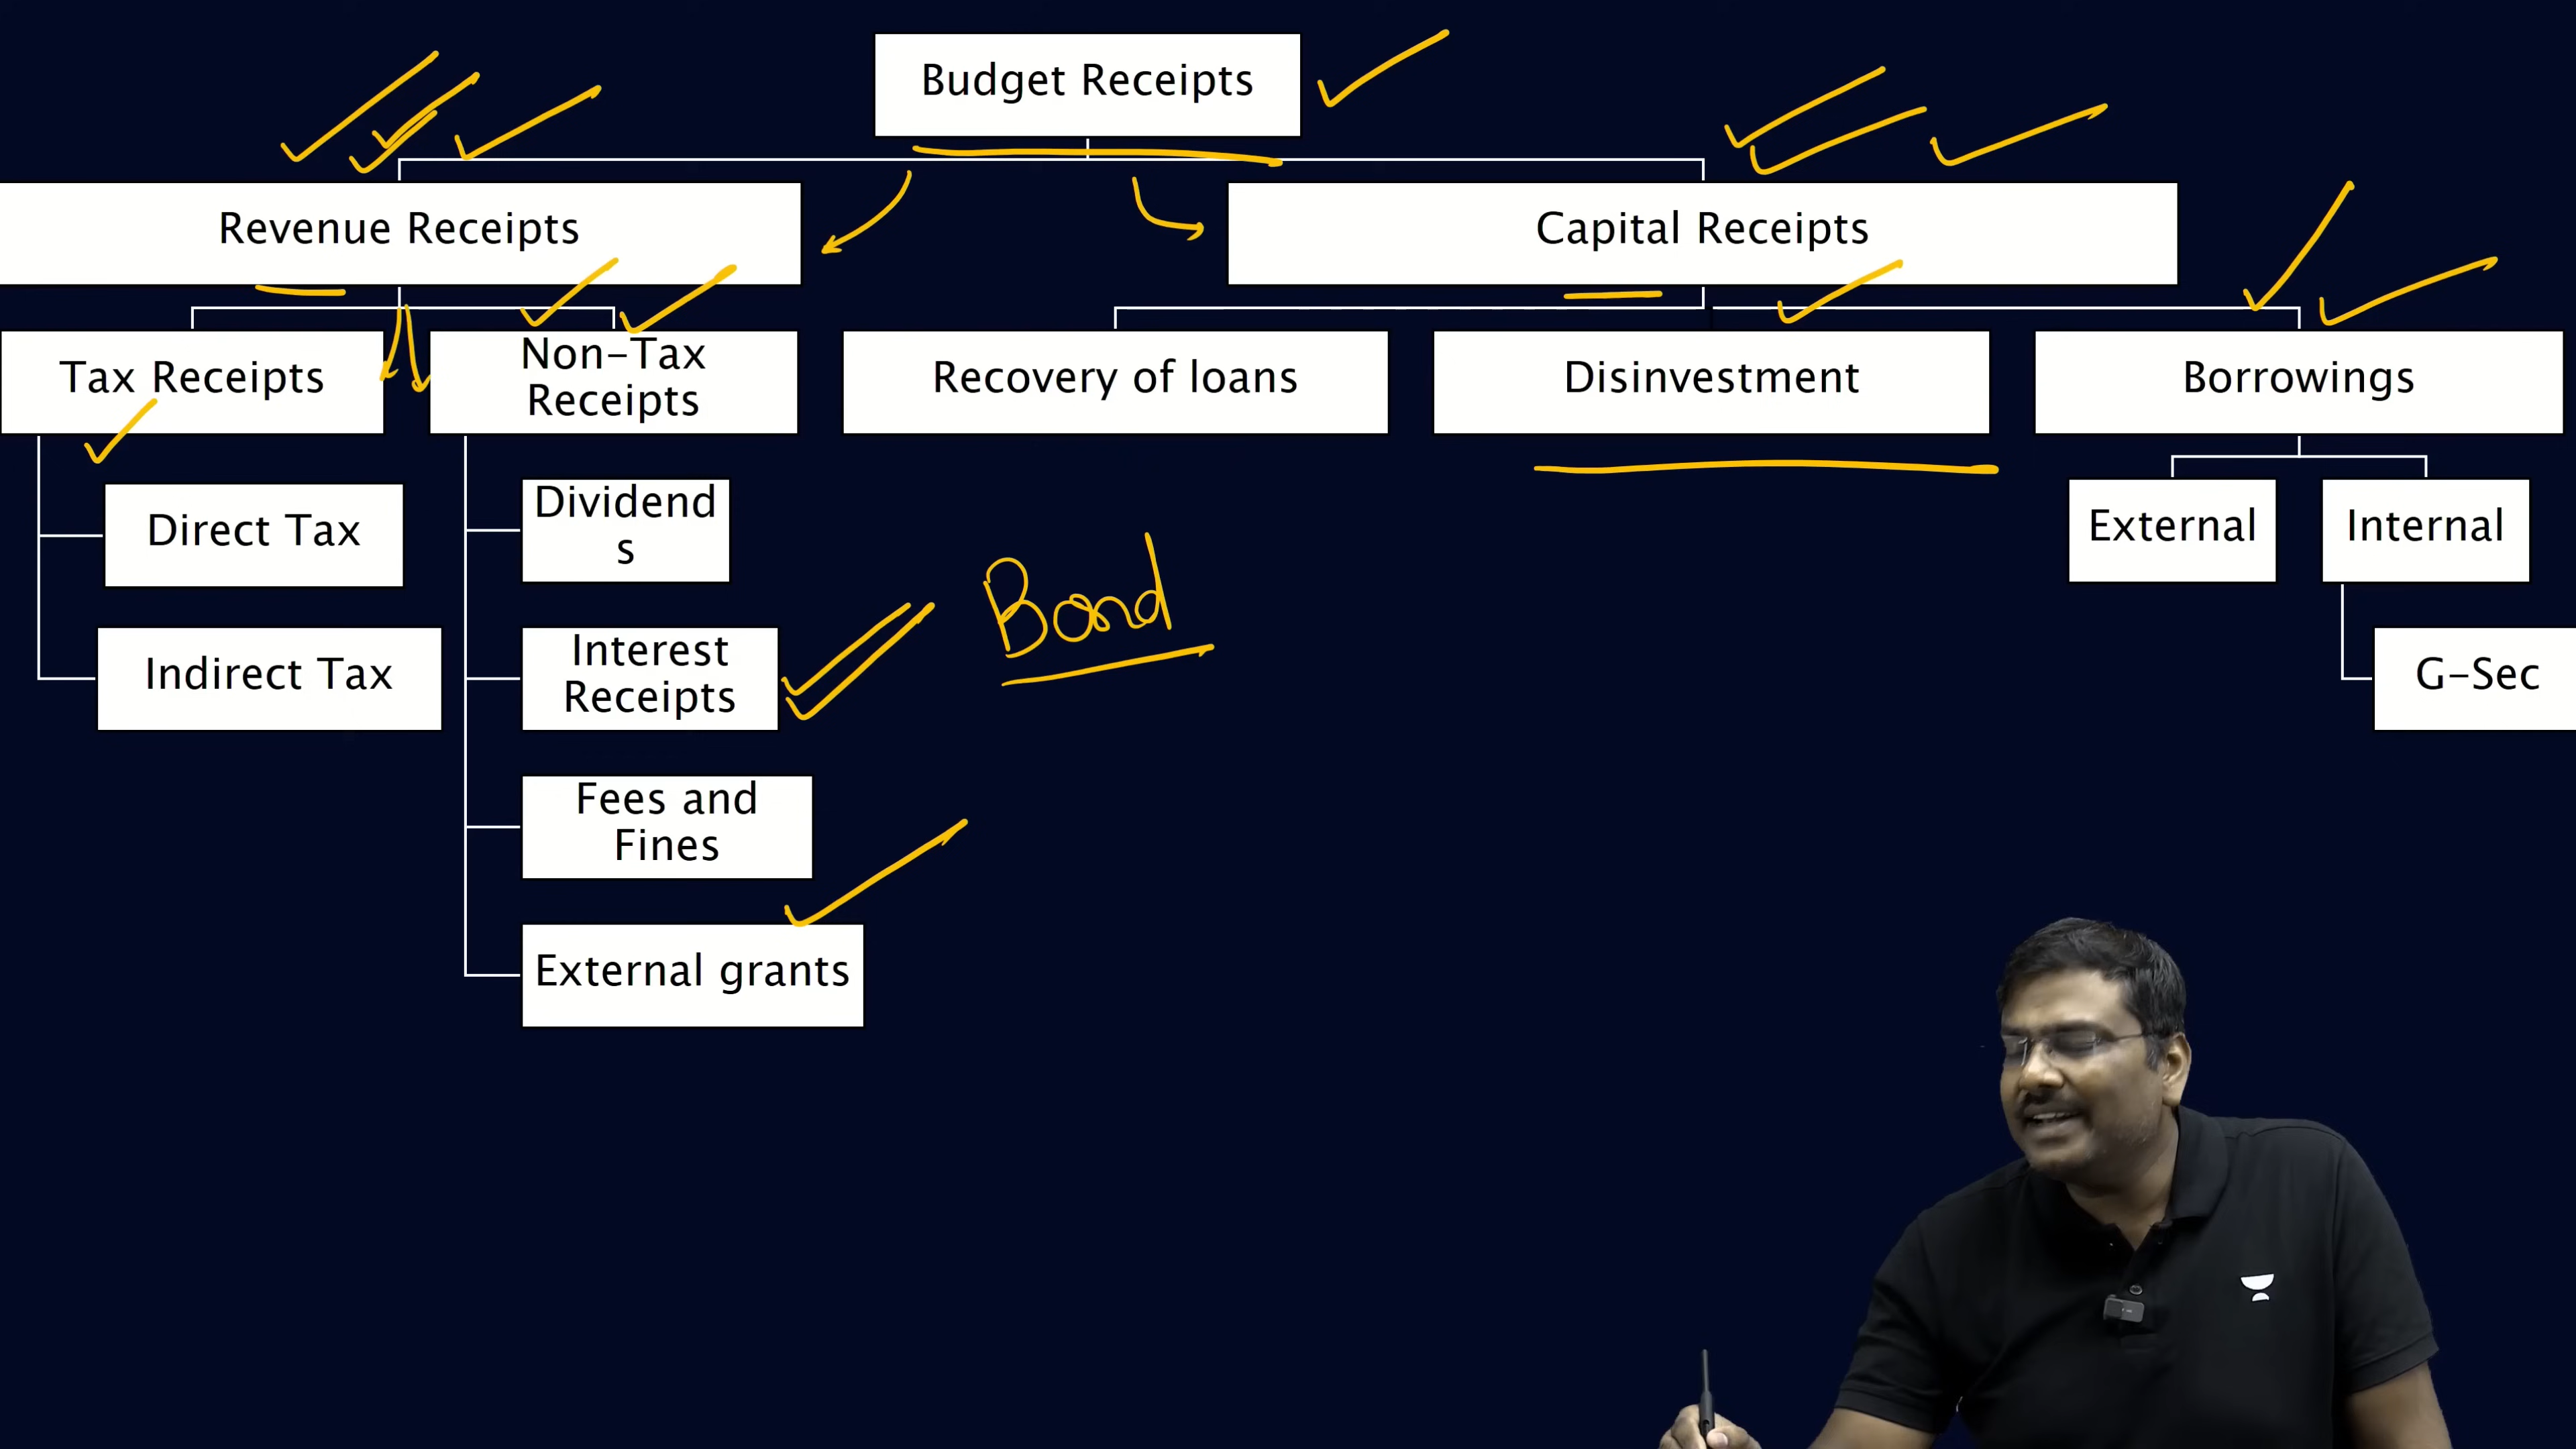 Budget Receipts
Revenue Receipts
Capital Receipts
Tax Receipts
Non-Tax
Receipts
Recovery of loans
Disinvestment
Borrowings
Direct Tax
Indirect Tax
Dividend
s
Interest
Receipts
Fees and
Fines
External grants
Bond
External
Internal
G-Sec